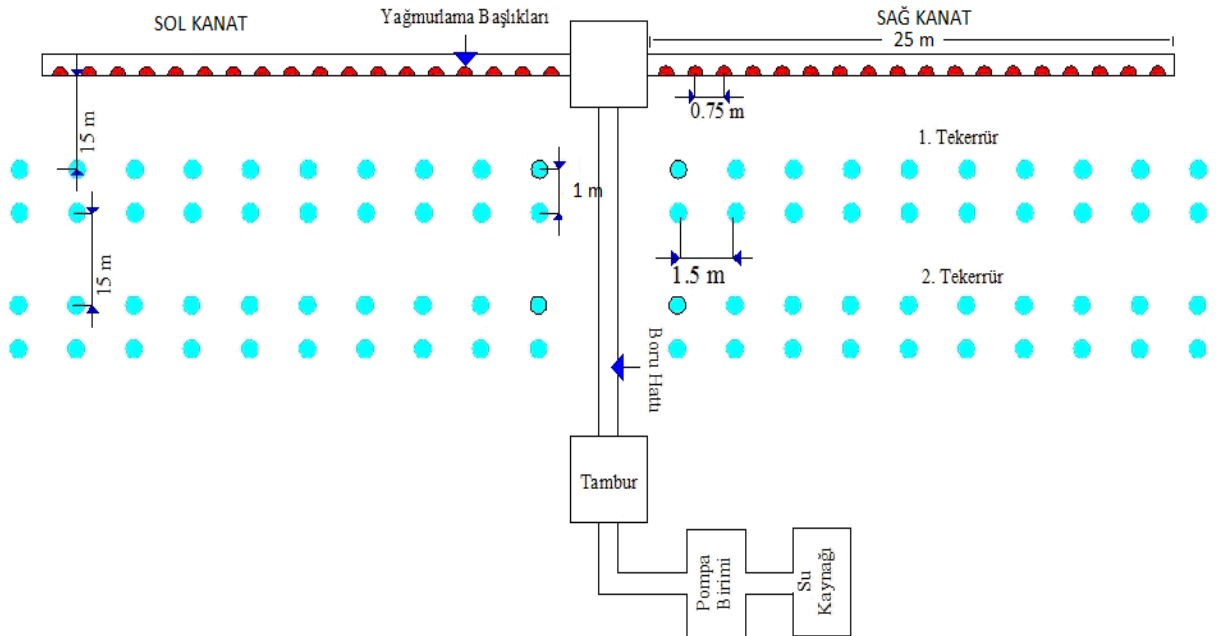 SOL KANAT
Yağmurlama Başlıkları
SAĞ KANAT
25 m
0.75 m
15 m
1. Tekerrür
1 m
1.5 m
15 m
2. Tekerrür
Boru Hattı
Tambur
Pompa
Birimi
Su
Kaynağı